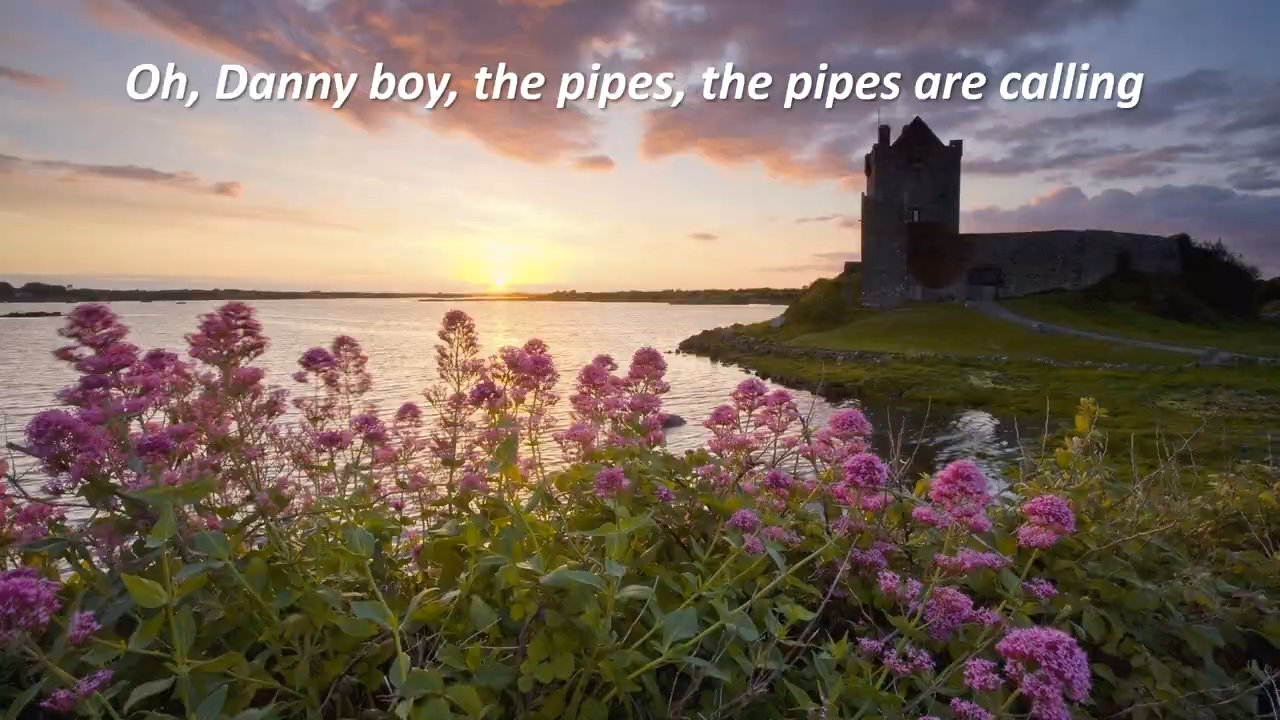 Oh, Danny boy, the pipes, the pipes are calling